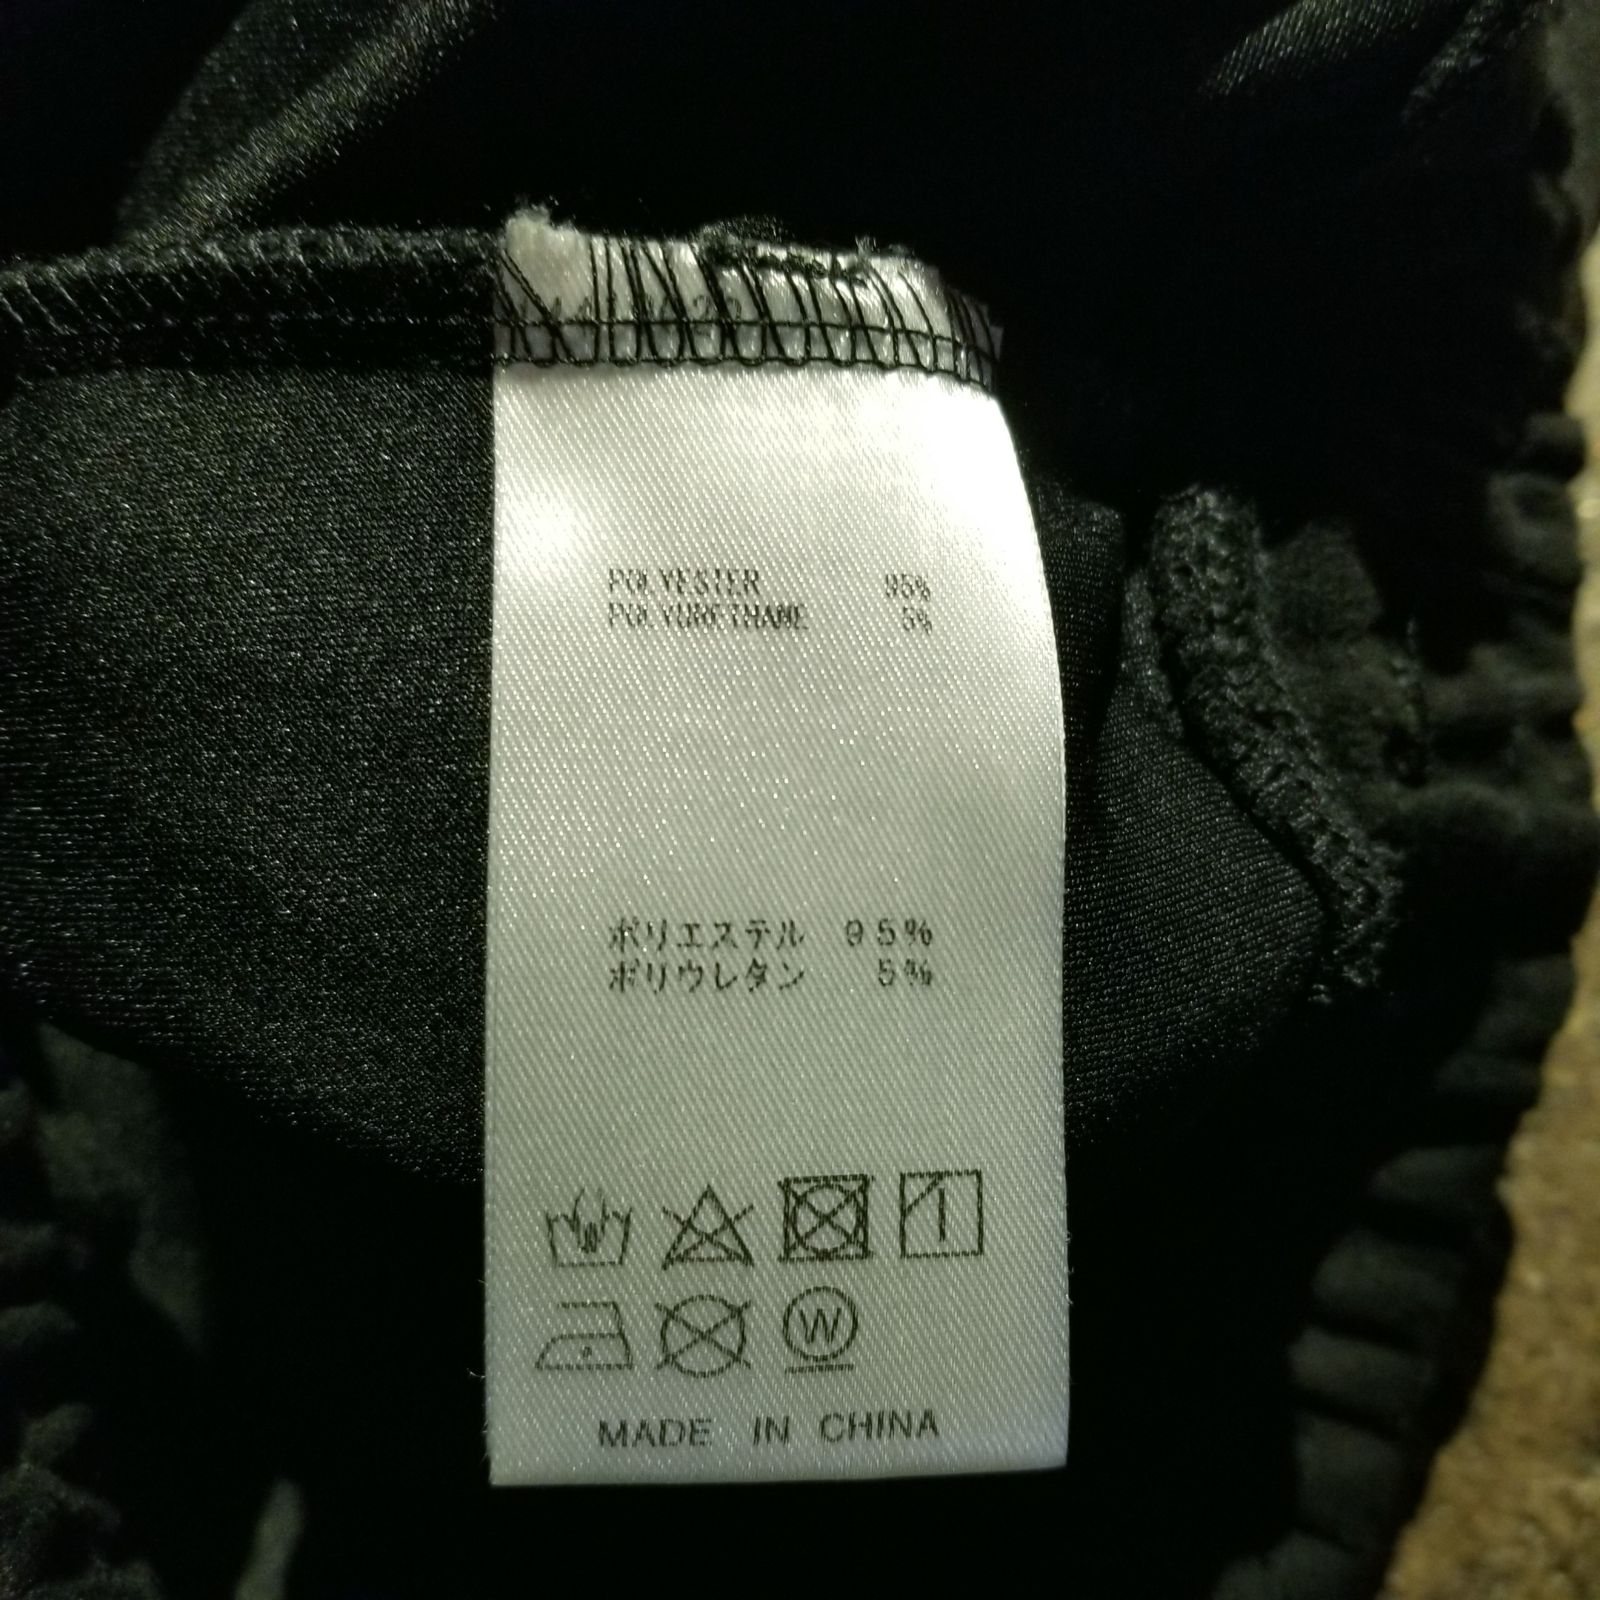 POLYESTER 95%
POLYURETHANE 5%
ポリエステル 95%
ポリウレタン 5%
W
MADE IN CHINA